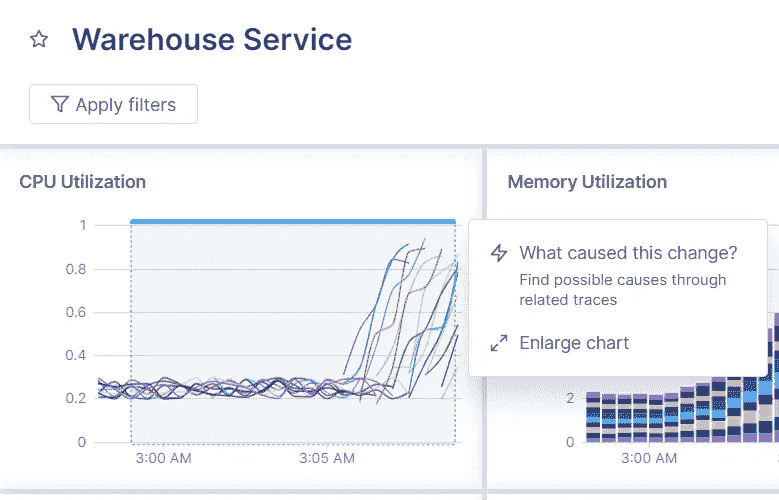 Warehouse Service
Apply filters
CPU Utilization
1
0.8
0.6
0.4
0.2
0
3:00 AM
3:05 AM
Memory Utilization
What caused this change?
Find possible causes through
related traces
Enlarge chart
2
0
3:00 AM